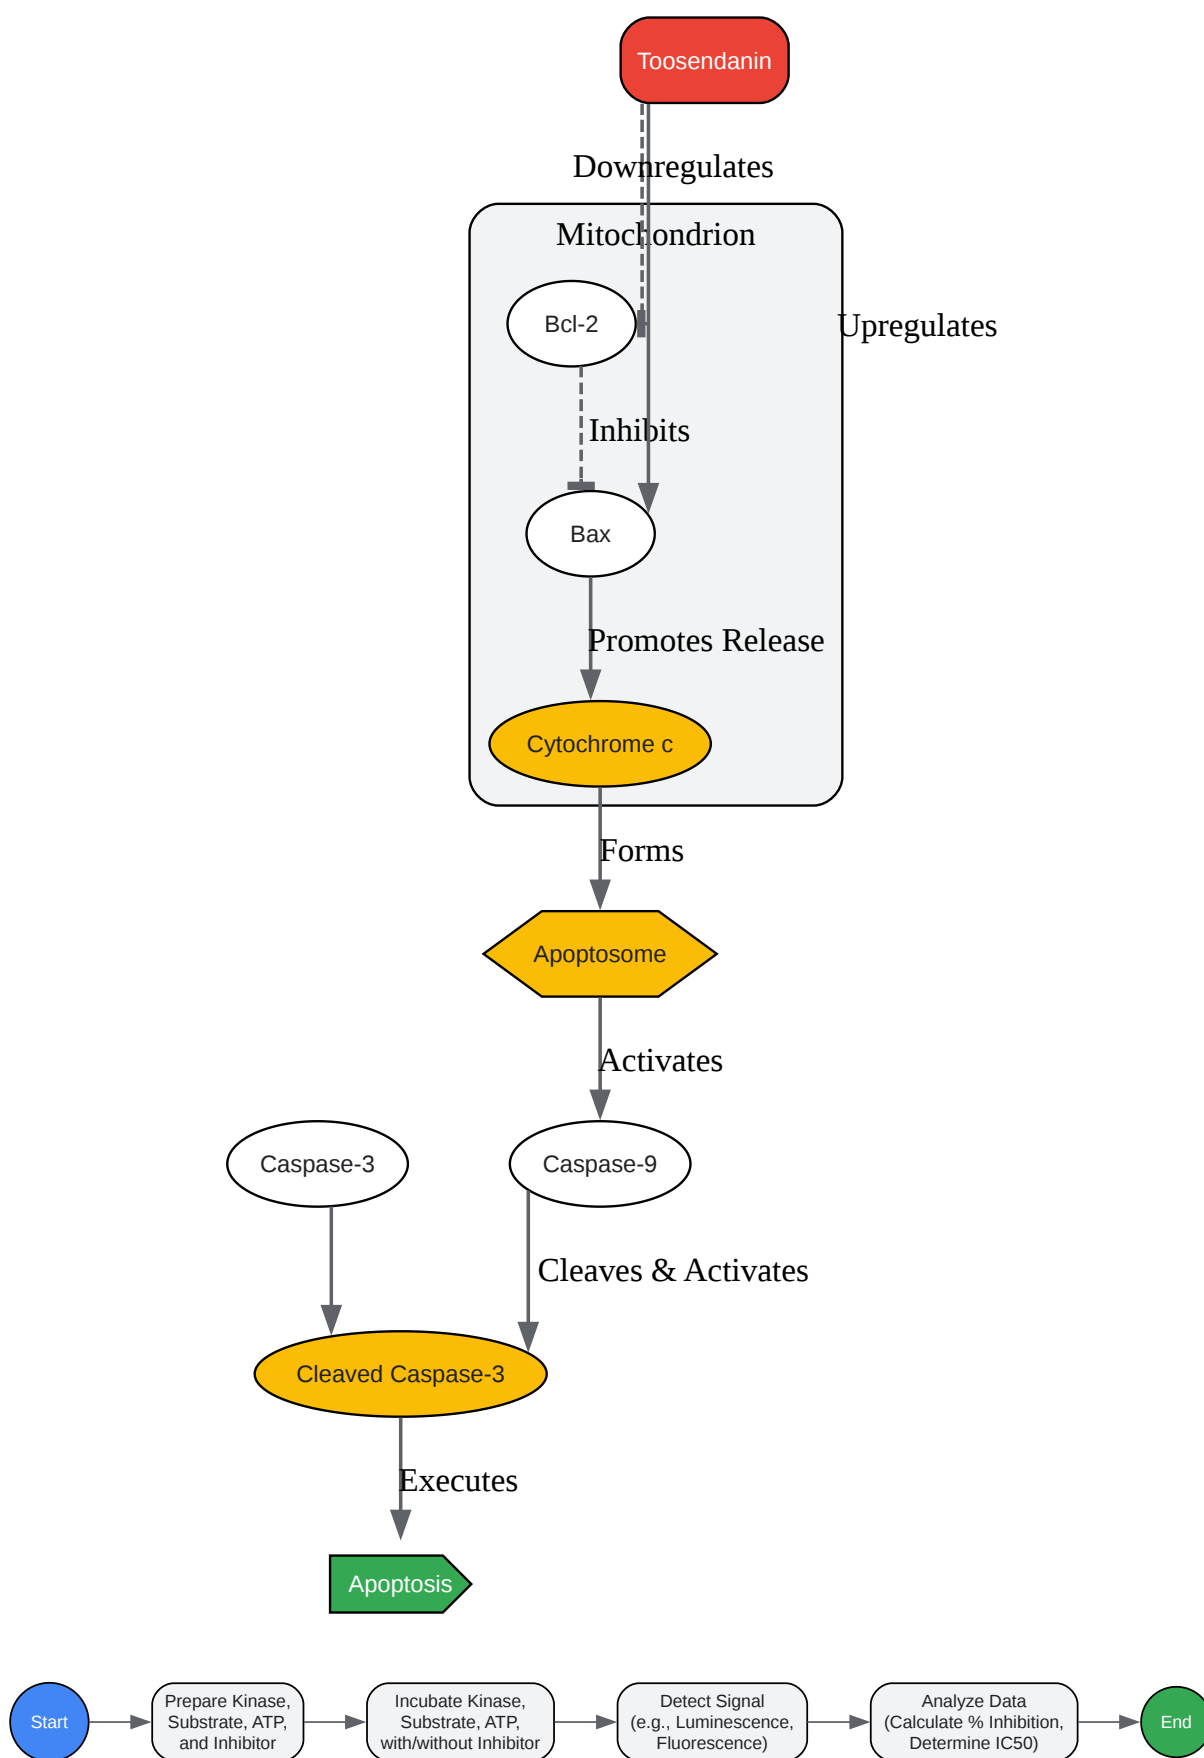 Toosendanin
Downregulates
Mitochondrion
Bcl-2
Upregulates
Inhibits
Bax
Promotes Release
Cytochrome c
Forms
Apoptosome
Activates
Caspase-3
Caspase-9
Cleaves & Activates
Cleaved Caspase-3
Executes
Apoptosis
Start
Prepare Kinase,
Substrate, ATP,
and Inhibitor
Incubate Kinase,
Substrate, ATP,
with/without Inhibitor
Detect Signal
(e.g., Luminescence,
Fluorescence)
Analyze Data
(Calculate % Inhibition,
Determine IC50)
End